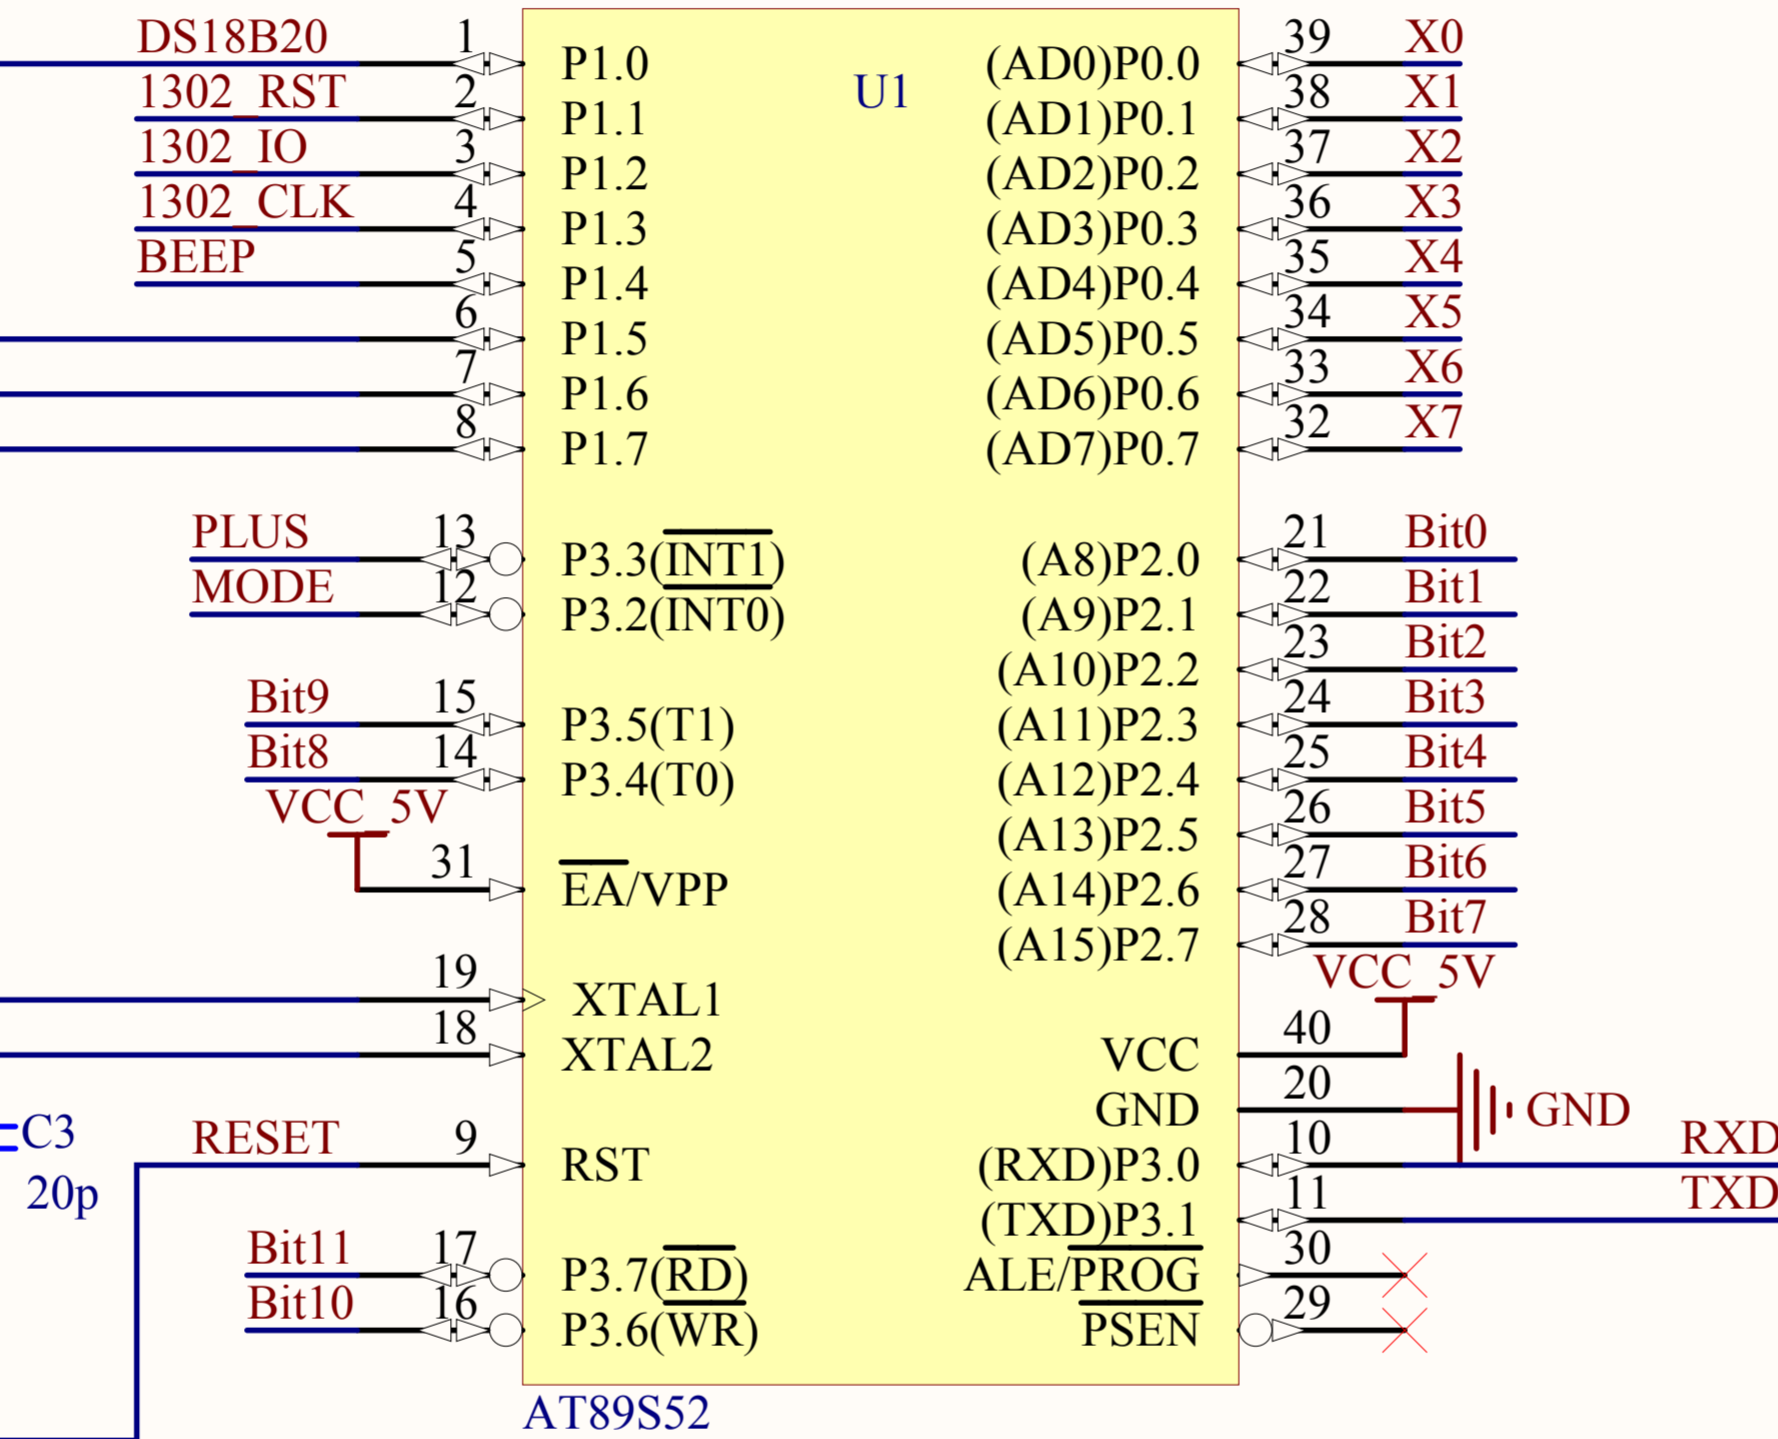 DS18B20 1 P1.0 (AD0)P0.0 39 X0
U1
1302_RST 2 P1.1 (AD1)P0.1 38 X1
1302_IO 3 P1.2 (AD2)P0.2 37 X2
1302_CLK 4 P1.3 (AD3)P0.3 36 X3
BEEP 5 P1.4 (AD4)P0.4 35 X4
6 P1.5 (AD5)P0.5 34 X5
7 P1.6 (AD6)P0.6 33 X6
8 P1.7 (AD7)P0.7 32 X7
PLUS 13 P3.3(INT1) (A8)P2.0 21 Bit0
MODE 12 P3.2(INT0) (A9)P2.1 22 Bit1
(A10)P2.2 23 Bit2
Bit9 15 P3.5(T1) (A11)P2.3 24 Bit3
Bit8 14 P3.4(T0) (A12)P2.4 25 Bit4
VCC_5V (A13)P2.5 26 Bit5
31 EA/VPP (A14)P2.6 27 Bit6
(A15)P2.7 28 Bit7
VCC_5V
19 XTAL1
18 XTAL2 VCC 40
GND 20 GND
C3 RESET 9 RST (RXD)P3.0 10 RXD
20p (TXD)P3.1 11 TXD
Bit11 17 P3.7(RD) ALE/PROG 30
Bit10 16 P3.6(WR) PSEN 29
AT89S52